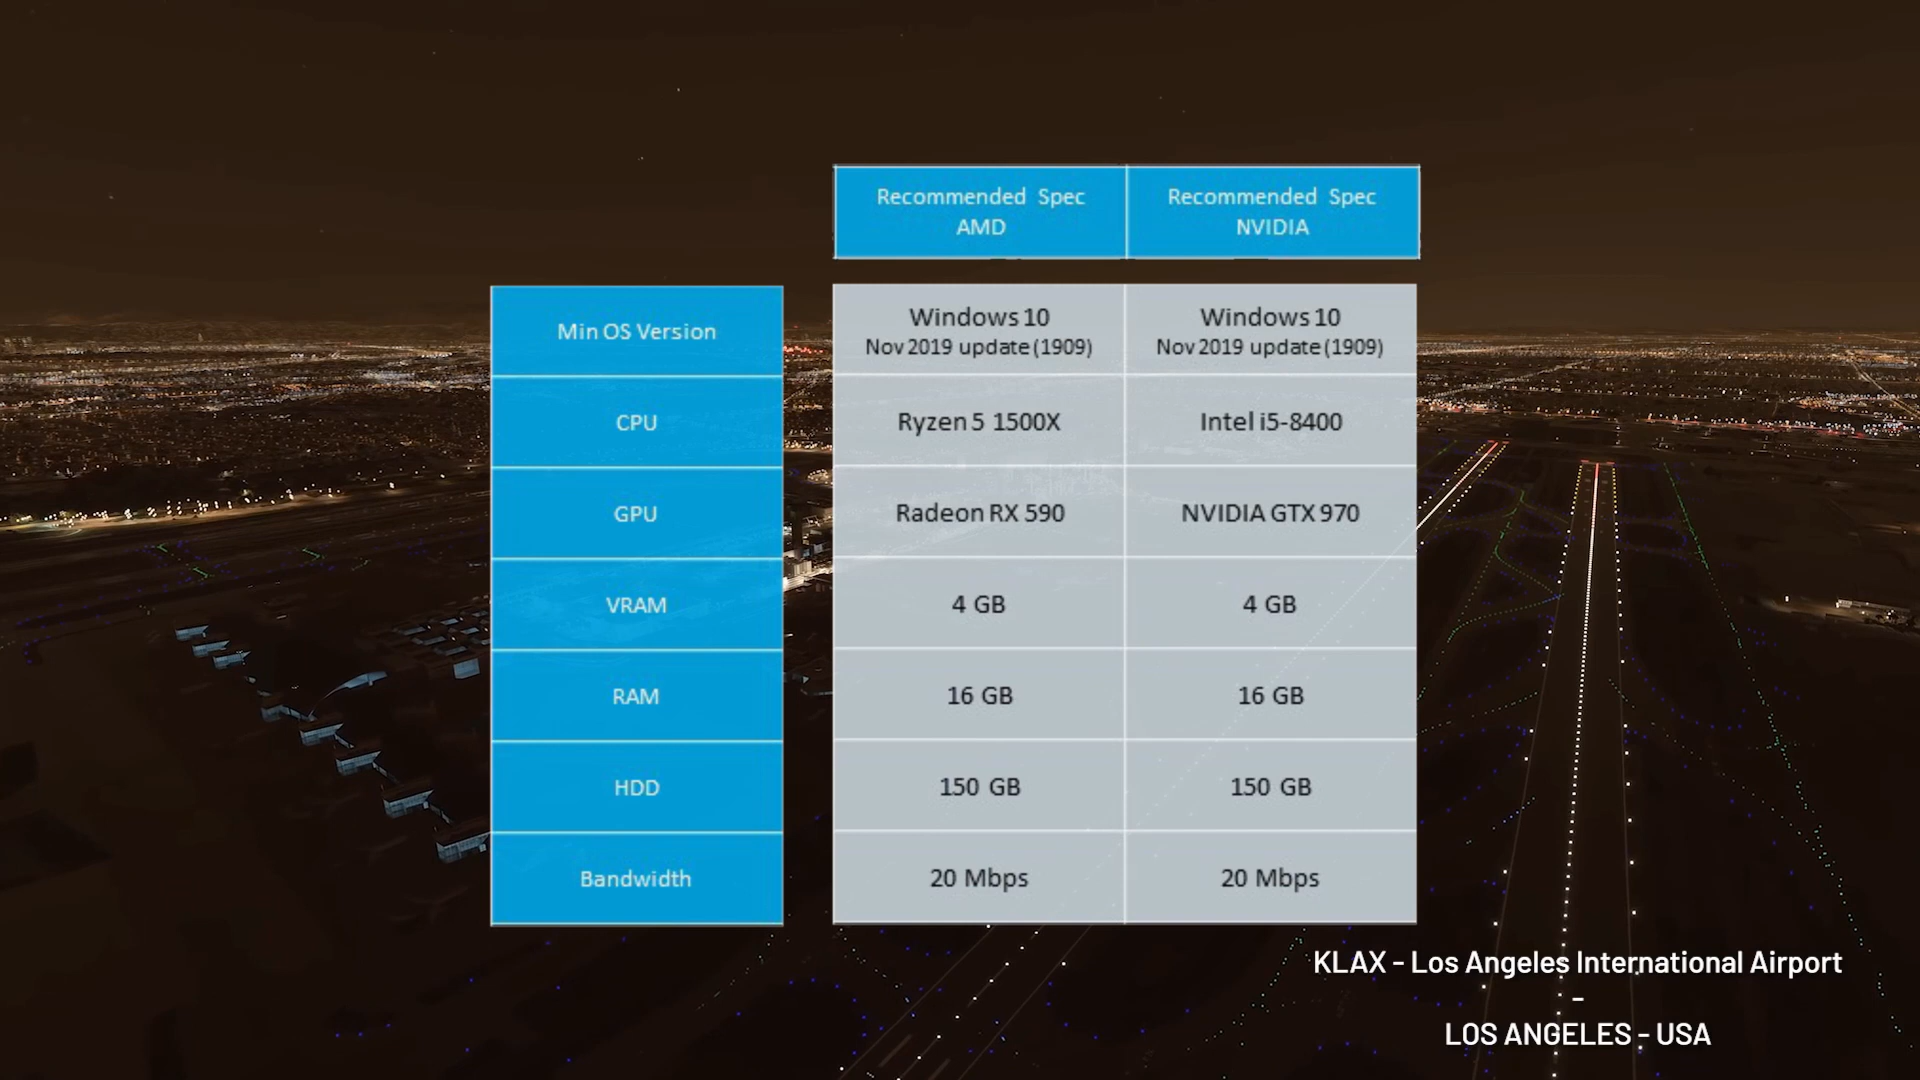 Recommended Spec
AMD
Recommended Spec
NVIDIA
Min OS Version
Windows 10
Nov 2019 update (1909)
Windows 10
Nov 2019 update (1909)
CPU
Ryzen 5 1500X
Intel i5-8400
GPU
Radeon RX 590
NVIDIA GTX 970
VRAM
4 GB
4 GB
RAM
16 GB
16 GB
HDD
150 GB
150 GB
Bandwidth
20 Mbps
20 Mbps
KLAX - Los Angeles International Airport
-
LOS ANGELES - USA